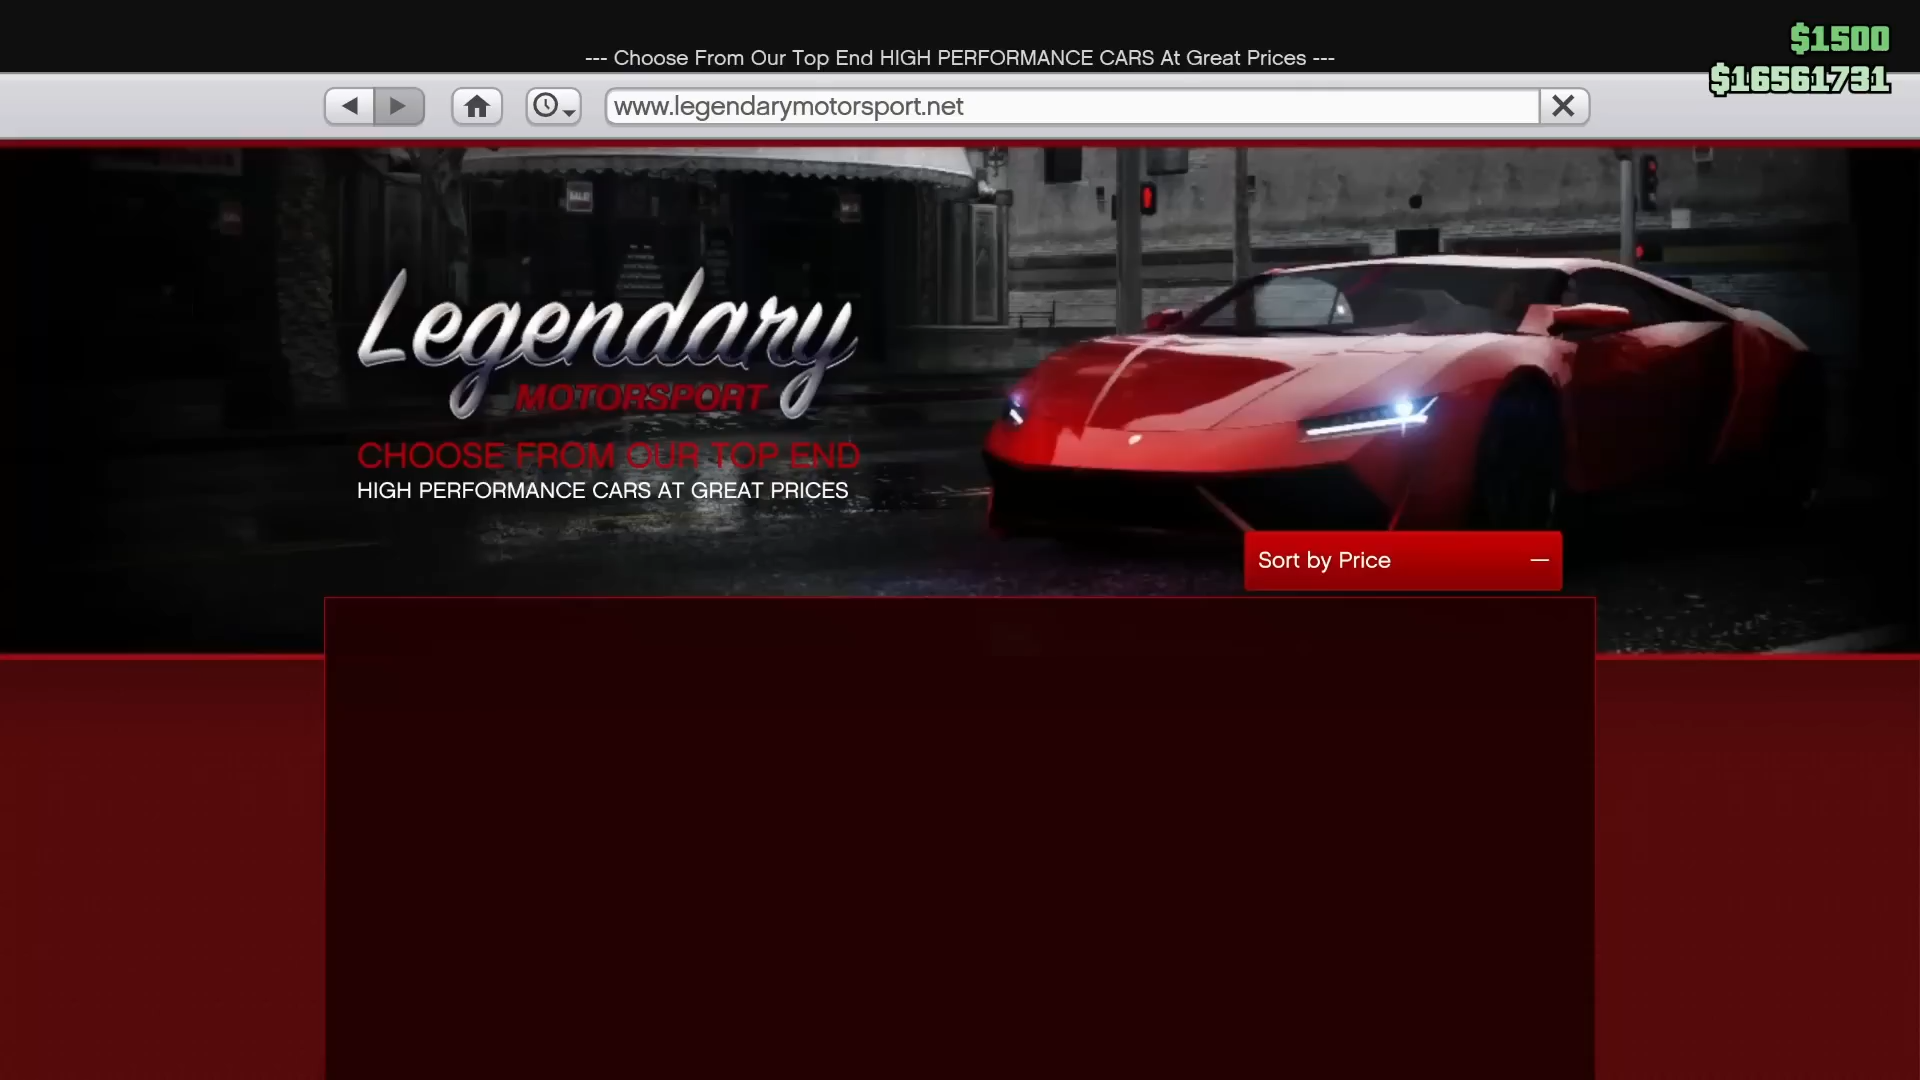 --- Choose From Our Top End HIGH PERFORMANCE CARS At Great Prices ---
$1500
$16561731
www.legendarymotorsport.net
SALE!
Legendary
MOTORSPORT
CHOOSE FROM OUR TOP END
HIGH PERFORMANCE CARS AT GREAT PRICES
Sort by Price